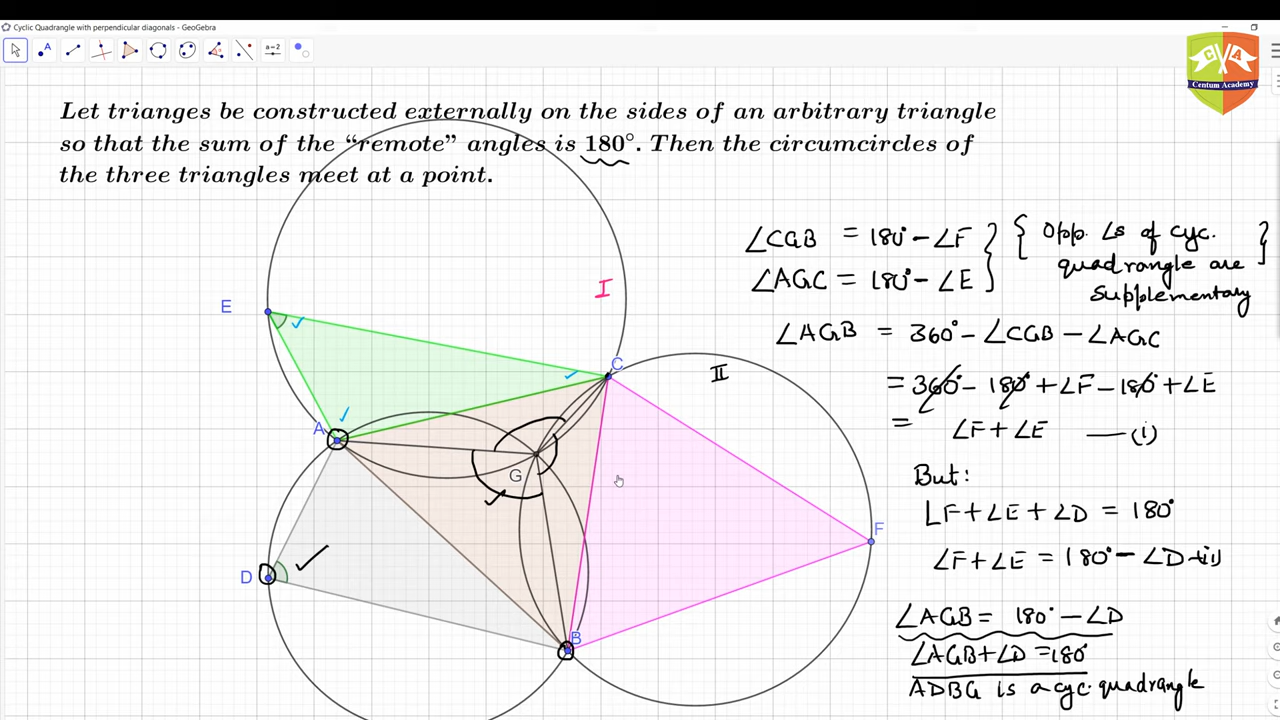 Cyclic Quadrangle with perpendicular diagonals - GeoGebra
A
a=2
Centum Academy
Let trianges be constructed externally on the sides of an arbitrary triangle
so that the sum of the “remote” angles is 180°. Then the circumcircles of
the three triangles meet at a point.
∠CGB = 180° - ∠F } { Opp. ∠s of cyc. }
∠AGC = 180° - ∠E quadrangle are
supplementary
∠AGB = 360° - ∠CGB - ∠AGC
= 360° - 180° + ∠F - 180° + ∠E
= ∠F + ∠E —(i)
But:
∠F + ∠E + ∠D = 180°
∠F + ∠E = 180° - ∠D -(ii)
∠AGB = 180° - ∠D
∠AGB + ∠D = 180°
ADBG is a cyc. quadrangle
E
I
II
C
A
G
F
D
B